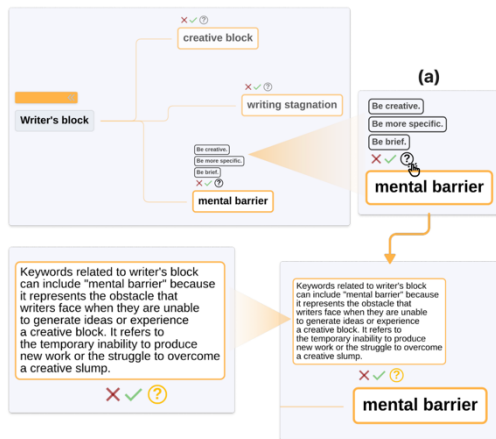 creative block
Writer's block
writing stagnation
Be creative.
Be more specific.
Be brief.
mental barrier
(a)
Be creative.
Be more specific.
Be brief.
mental barrier
Keywords related to writer's block
can include "mental barrier" because
it represents the obstacle that
writers face when they are unable
to generate ideas or experience
a creative block. It refers to
the temporary inability to produce
new work or the struggle to overcome
a creative slump.
Keywords related to writer's block
can include "mental barrier" because
it represents the obstacle that
writers face when they are unable
to generate ideas or experience
a creative block. It refers to
the temporary inability to produce
new work or the struggle to overcome
a creative slump.
mental barrier